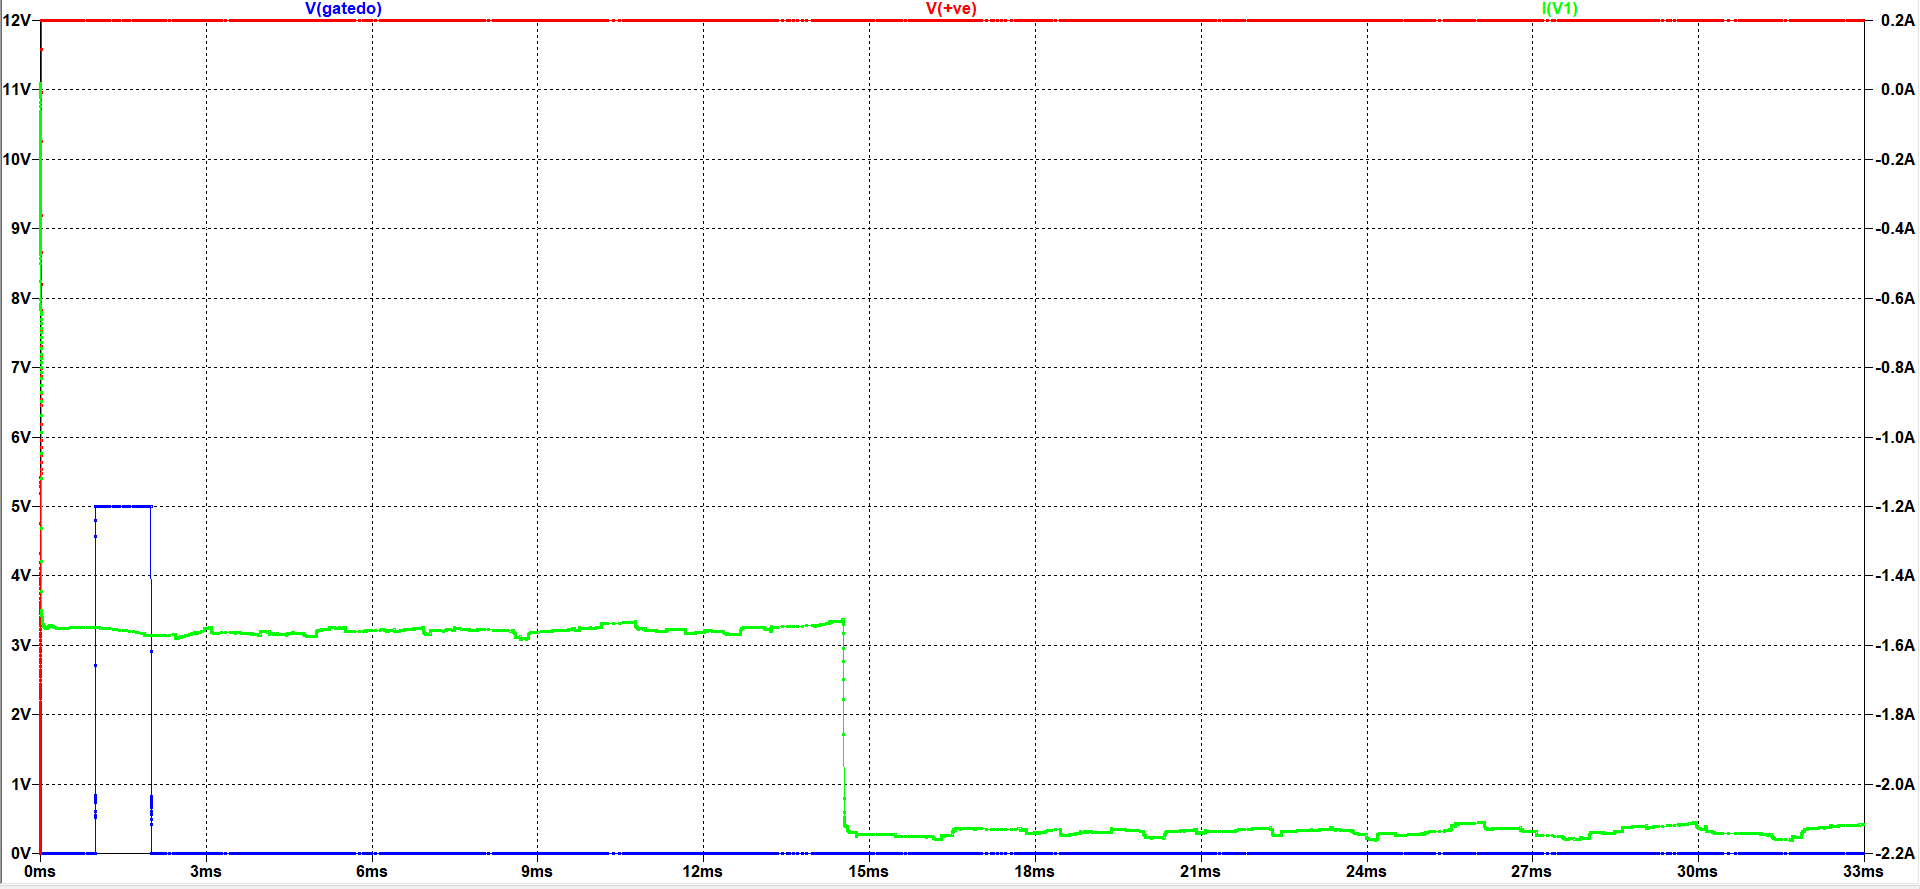 V(gatedo) V(+ve) I(V1)
12V 0.2A
11V 0.0A
10V -0.2A
9V -0.4A
8V -0.6A
7V -0.8A
6V -1.0A
5V -1.2A
4V -1.4A
3V -1.6A
2V -1.8A
1V -2.0A
0V -2.2A
0ms 3ms 6ms 9ms 12ms 15ms 18ms 21ms 24ms 27ms 30ms 33ms